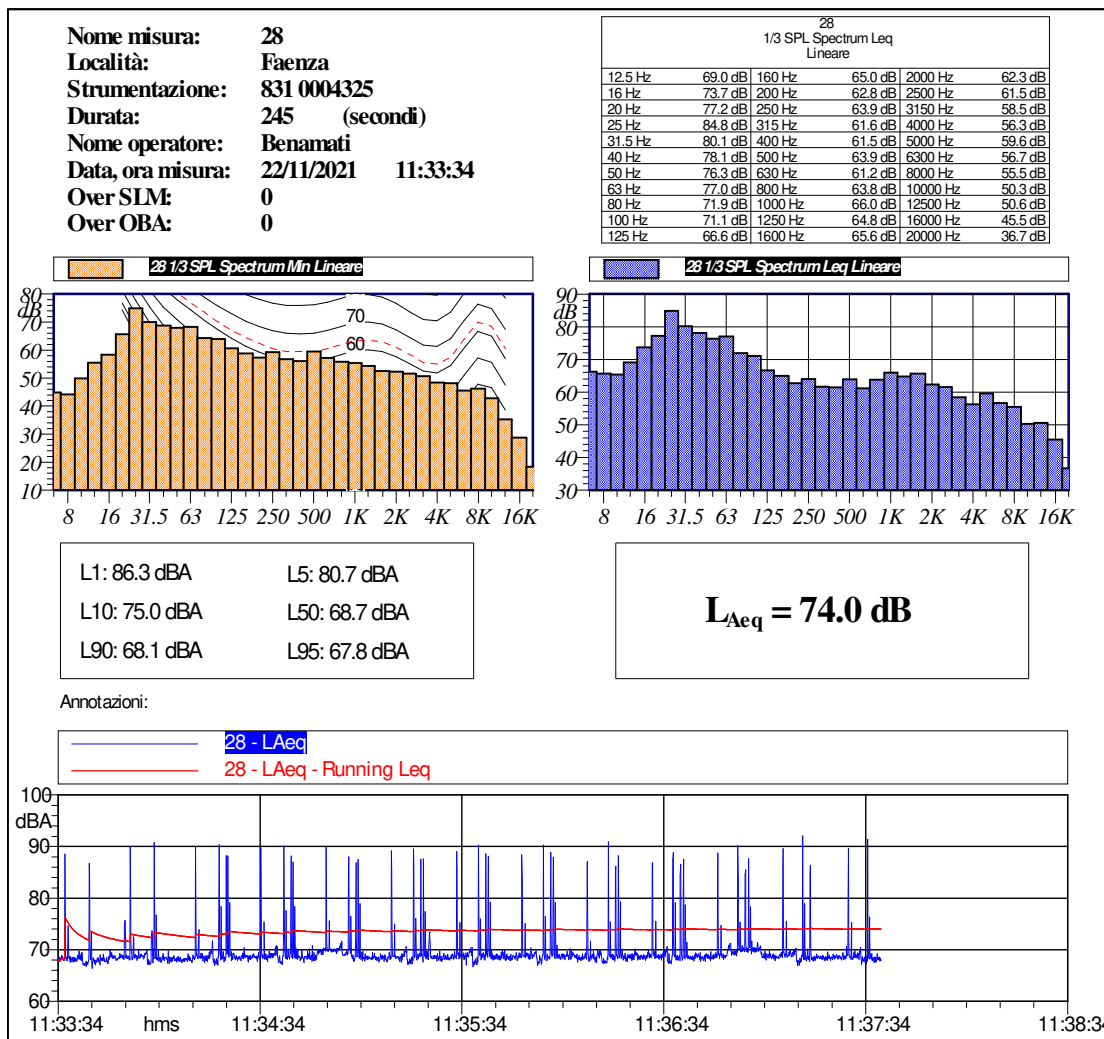 Nome misura: 28
Località: Faenza
Strumentazione: 831 0004325
Durata: 245 (secondi)
Nome operatore: Benamati
Data, ora misura: 22/11/2021 11:33:34
Over SLM: 0
Over OBA: 0
28
1/3 SPL Spectrum Leq
Lineare
12.5 Hz 69.0 dB 160 Hz 65.0 dB 2000 Hz 62.3 dB
16 Hz 73.7 dB 200 Hz 62.8 dB 2500 Hz 61.5 dB
20 Hz 77.2 dB 250 Hz 63.9 dB 3150 Hz 58.5 dB
25 Hz 84.8 dB 315 Hz 61.6 dB 4000 Hz 56.3 dB
31.5 Hz 80.1 dB 400 Hz 61.5 dB 5000 Hz 59.6 dB
40 Hz 78.1 dB 500 Hz 63.9 dB 6300 Hz 56.7 dB
50 Hz 76.3 dB 630 Hz 61.2 dB 8000 Hz 55.5 dB
63 Hz 77.0 dB 800 Hz 63.8 dB 10000 Hz 50.3 dB
80 Hz 71.9 dB 1000 Hz 66.0 dB 12500 Hz 50.6 dB
100 Hz 71.1 dB 1250 Hz 64.8 dB 16000 Hz 45.5 dB
125 Hz 66.6 dB 1600 Hz 65.6 dB 20000 Hz 36.7 dB
28 1/3 SPL Spectrum Min Lineare
80
dB
70
60
50
40
30
20
10
70
60
8 16 31.5 63 125 250 500 1K 2K 4K 8K 16K
28 1/3 SPL Spectrum Leq Lineare
90
dB
80
70
60
50
40
30
8 16 31.5 63 125 250 500 1K 2K 4K 8K 16K
L1: 86.3 dBA L5: 80.7 dBA
L10: 75.0 dBA L50: 68.7 dBA
L90: 68.1 dBA L95: 67.8 dBA
LAeq = 74.0 dB
Annotazioni:
28 - LAeq
28 - LAeq - Running Leq
100
dBA
90
80
70
60
11:33:34 hms 11:34:34 11:35:34 11:36:34 11:37:34 11:38:34